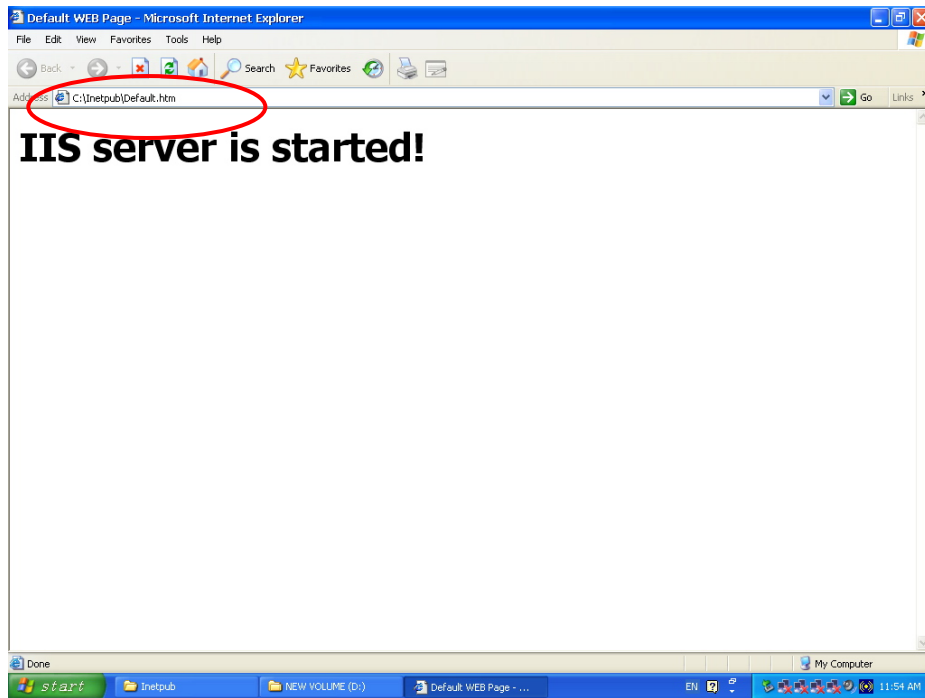 Default WEB Page - Microsoft Internet Explorer
File Edit View Favorites Tools Help
Back Search Favorites
Address C:\Inetpub\Default.htm Go Links
IIS server is started!
Done My Computer
start Inetpub NEW VOLUME (D:) Default WEB Page - ... EN 11:54 AM